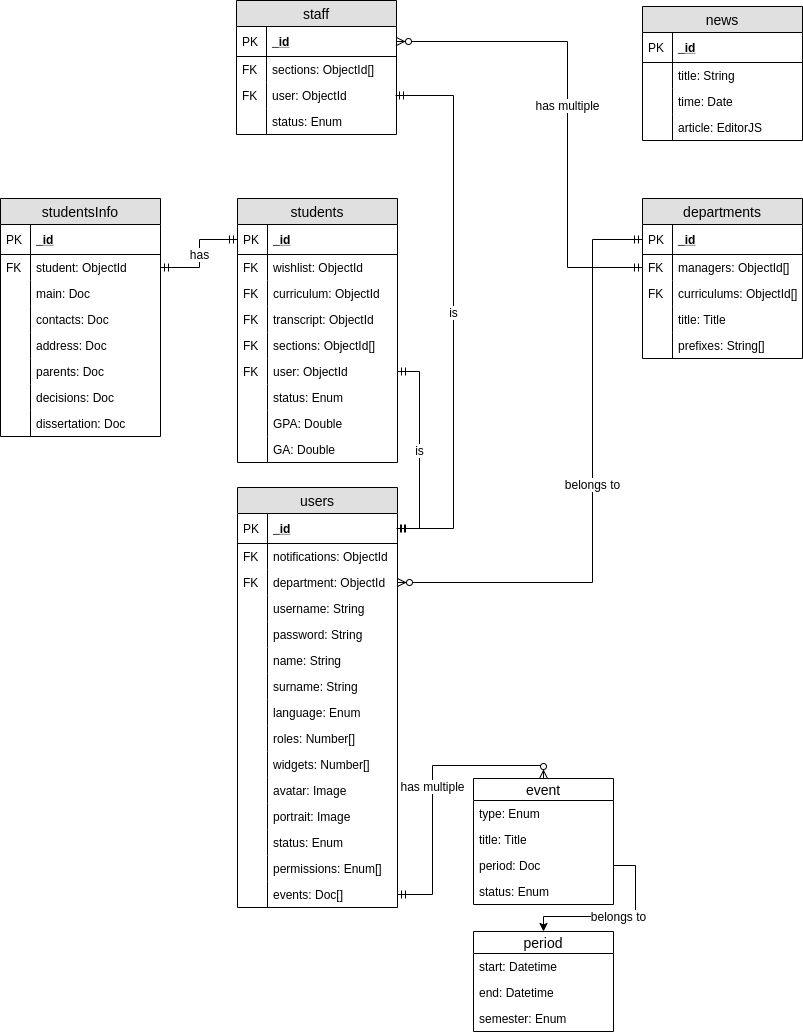 staff
PK _id
FK sections: ObjectId[]
FK user: ObjectId
status: Enum
news
PK _id
title: String
time: Date
article: EditorJS
has multiple
studentsInfo
PK _id
FK student: ObjectId
main: Doc
contacts: Doc
address: Doc
parents: Doc
decisions: Doc
dissertation: Doc
has
students
PK _id
FK wishlist: ObjectId
FK curriculum: ObjectId
FK transcript: ObjectId
FK sections: ObjectId[]
FK user: ObjectId
status: Enum
GPA: Double
GA: Double
is
is
departments
PK _id
FK managers: ObjectId[]
FK curriculums: ObjectId[]
title: Title
prefixes: String[]
belongs to
users
PK _id
FK notifications: ObjectId
FK department: ObjectId
username: String
password: String
name: String
surname: String
language: Enum
roles: Number[]
widgets: Number[]
avatar: Image
portrait: Image
status: Enum
permissions: Enum[]
events: Doc[]
has multiple
event
type: Enum
title: Title
period: Doc
status: Enum
belongs to
period
start: Datetime
end: Datetime
semester: Enum